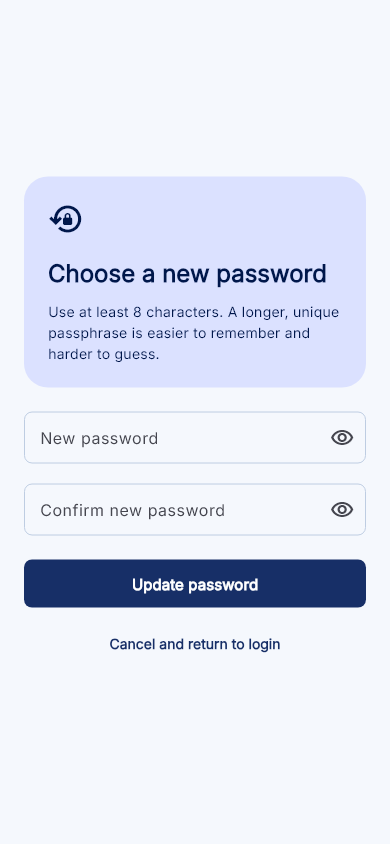 Choose a new password
Use at least 8 characters. A longer, unique
passphrase is easier to remember and
harder to guess.
New password
Confirm new password
Update password
Cancel and return to login